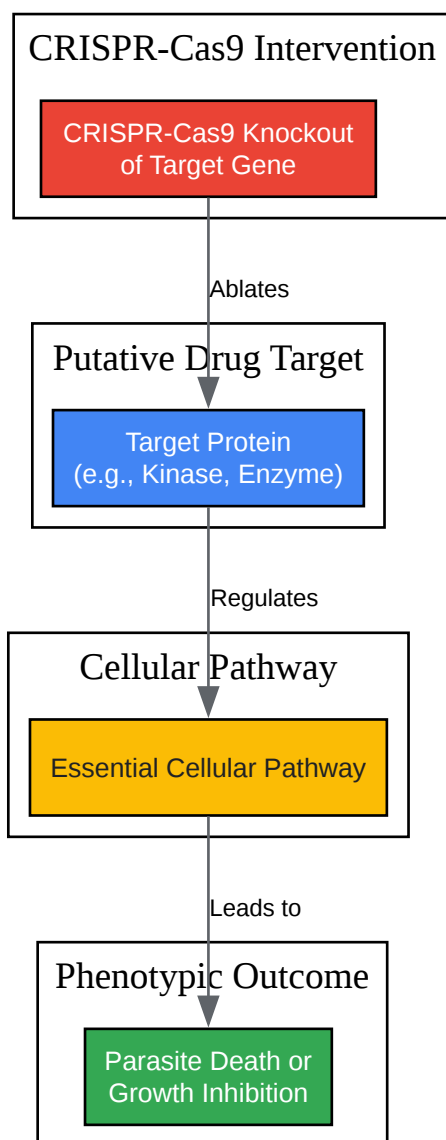 CRISPR-Cas9 Intervention
CRISPR-Cas9 Knockout
of Target Gene
Ablates
Putative Drug Target
Target Protein
(e.g., Kinase, Enzyme)
Regulates
Cellular Pathway
Essential Cellular Pathway
Leads to
Phenotypic Outcome
Parasite Death or
Growth Inhibition